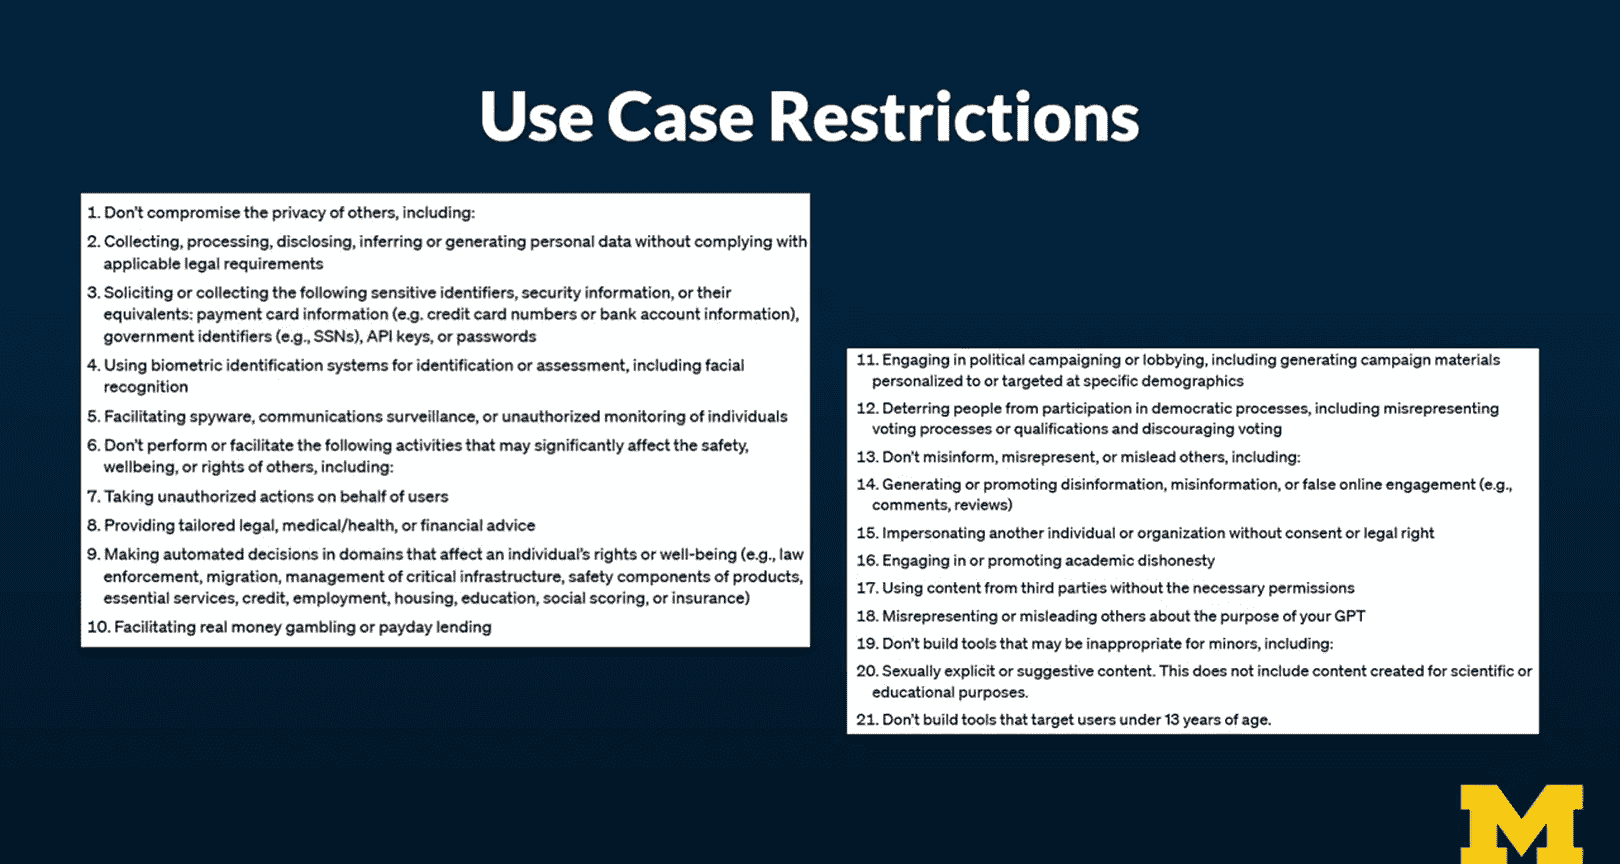 Use Case Restrictions
1. Don't compromise the privacy of others, including:
2. Collecting, processing, disclosing, inferring or generating personal data without complying with
applicable legal requirements
3. Soliciting or collecting the following sensitive identifiers, security information, or their
equivalents: payment card information (e.g. credit card numbers or bank account information),
government identifiers (e.g., SSNs), API keys, or passwords
4. Using biometric identification systems for identification or assessment, including facial
recognition
5. Facilitating spyware, communications surveillance, or unauthorized monitoring of individuals
6. Don't perform or facilitate the following activities that may significantly affect the safety,
wellbeing, or rights of others, including:
7. Taking unauthorized actions on behalf of users
8. Providing tailored legal, medical/health, or financial advice
9. Making automated decisions in domains that affect an individual's rights or well-being (e.g., law
enforcement, migration, management of critical infrastructure, safety components of products,
essential services, credit, employment, housing, education, social scoring, or insurance)
10. Facilitating real money gambling or payday lending
11. Engaging in political campaigning or lobbying, including generating campaign materials
personalized to or targeted at specific demographics
12. Deterring people from participation in democratic processes, including misrepresenting
voting processes or qualifications and discouraging voting
13. Don't misinform, misrepresent, or mislead others, including:
14. Generating or promoting disinformation, misinformation, or false online engagement (e.g.,
comments, reviews)
15. Impersonating another individual or organization without consent or legal right
16. Engaging in or promoting academic dishonesty
17. Using content from third parties without the necessary permissions
18. Misrepresenting or misleading others about the purpose of your GPT
19. Don't build tools that may be inappropriate for minors, including:
20. Sexually explicit or suggestive content. This does not include content created for scientific or
educational purposes.
21. Don't build tools that target users under 13 years of age.
M